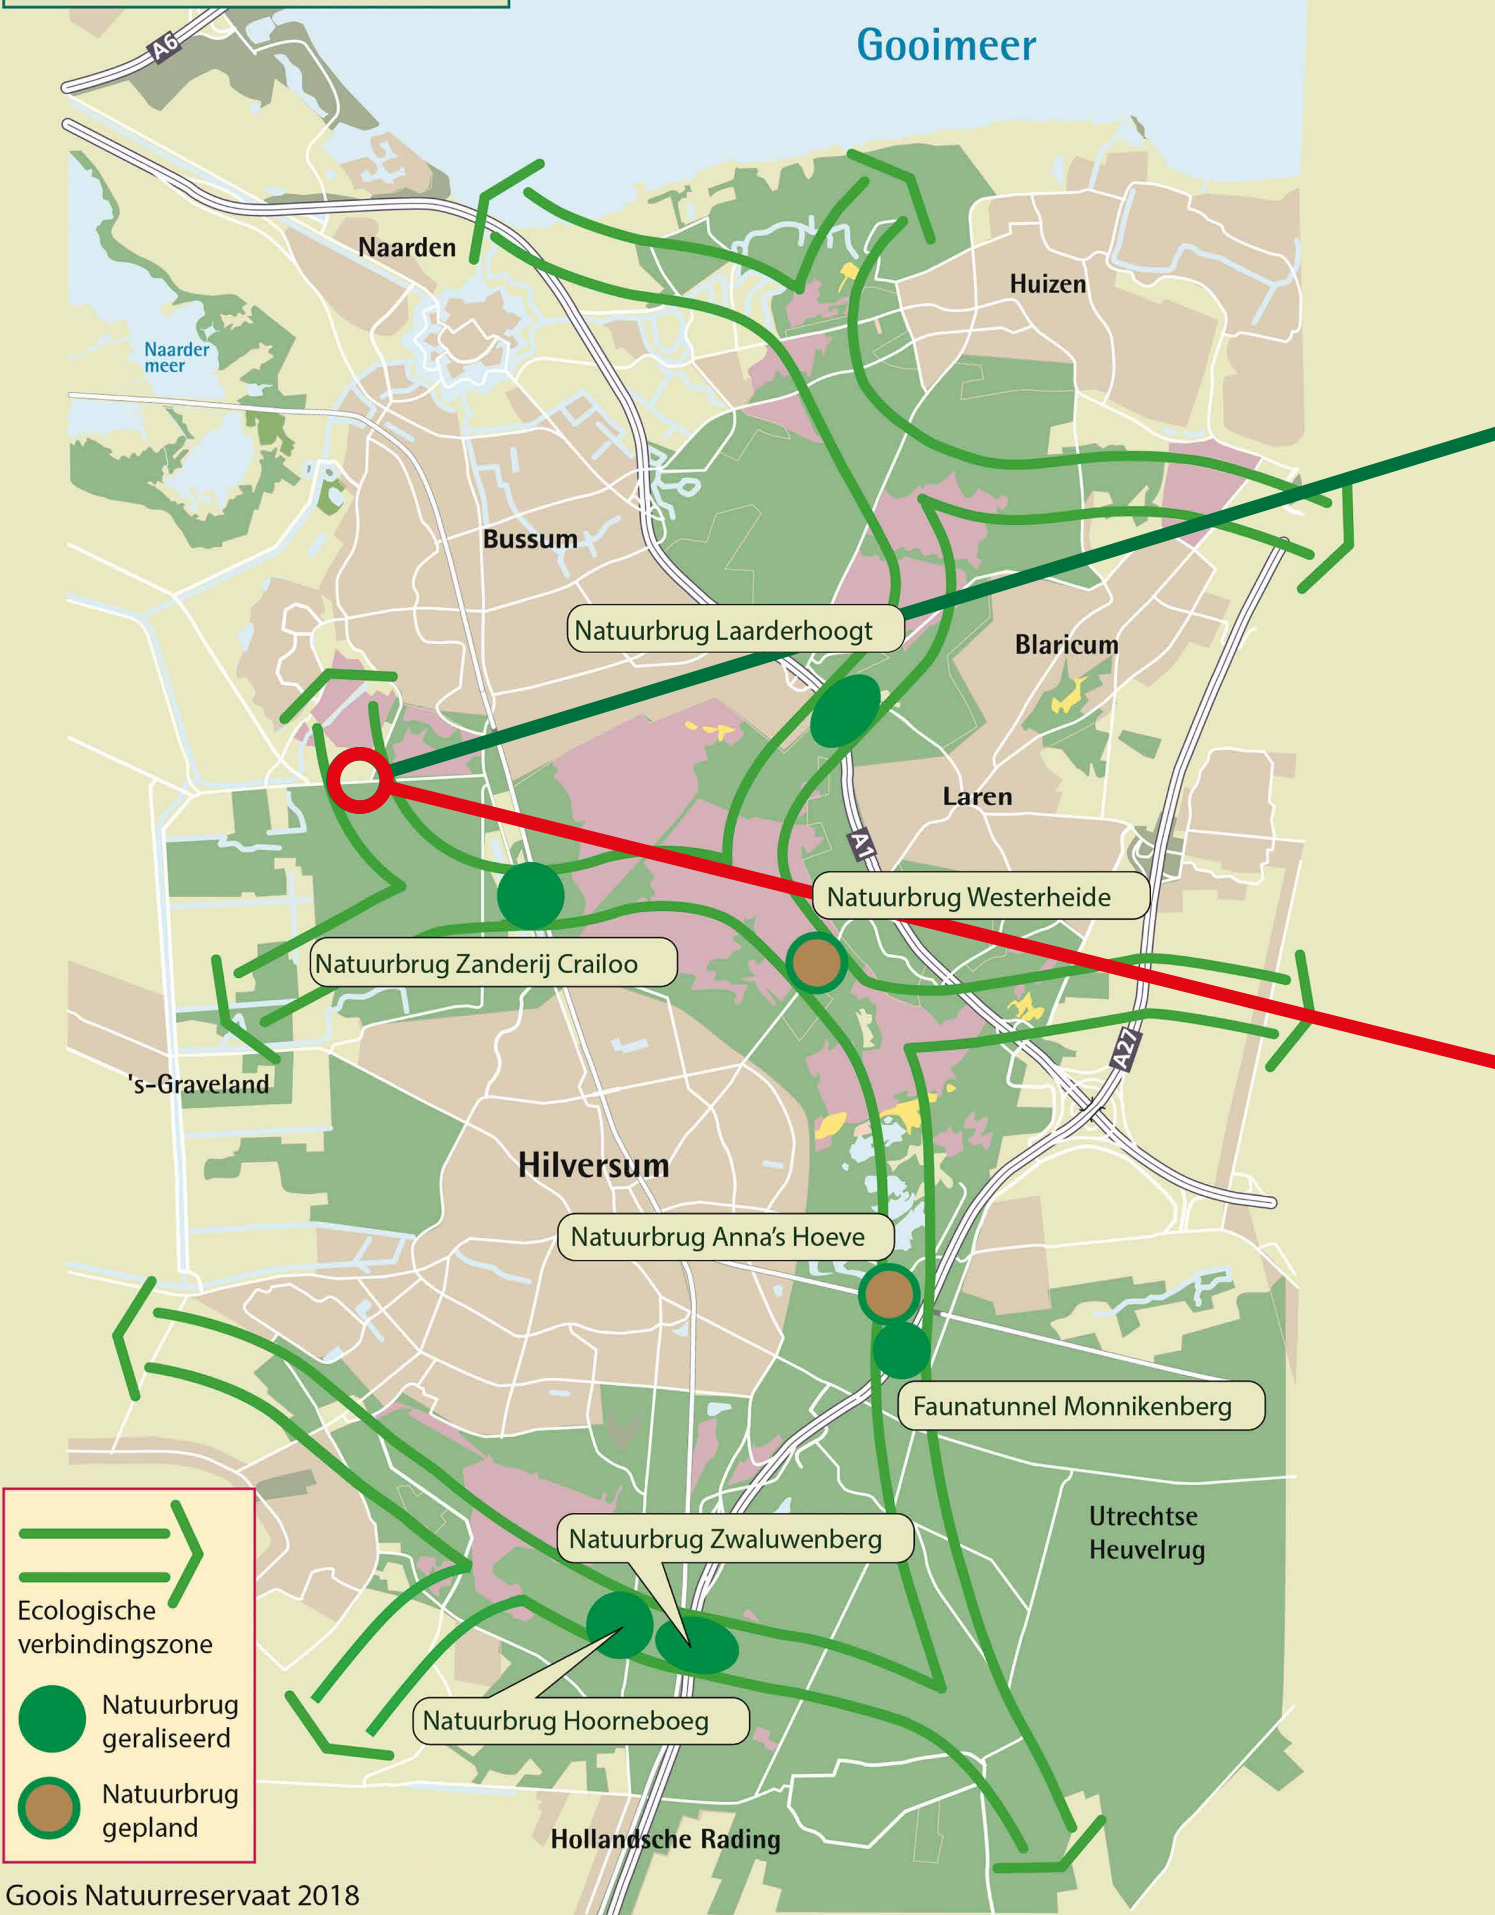 Gooimeer
A6
Naarden
Huizen
Naarder
meer
Bussum
Natuurbrug Laarderhoogt
Blaricum
Laren
A1
Natuurbrug Westerheide
Natuurbrug Zanderij Crailoo
A27
's-Graveland
Hilversum
Natuurbrug Anna's Hoeve
Faunatunnel Monnikenberg
Utrechtse
Heuvelrug
Natuurbrug Zwaluwenberg
Natuurbrug Hoorneboeg
Hollandsche Rading
Ecologische
verbindingszone
Natuurbrug
geraliseerd
Natuurbrug
gepland
Goois Natuurreservaat 2018